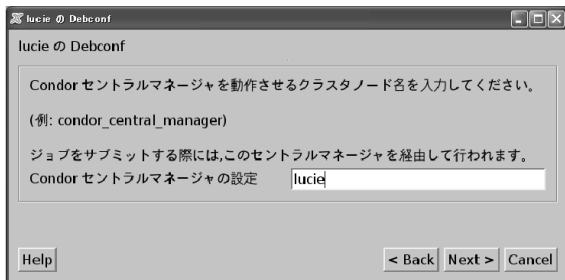 lucie の Debconf
lucie の Debconf
Condor セントラルマネージャを動作させるクラスタノード名を入力してください。
(例: condor_central_manager)
ジョブをサブミットする際には,このセントラルマネージャを経由して行われます。
Condor セントラルマネージャの設定 lucie
Help < Back Next > Cancel